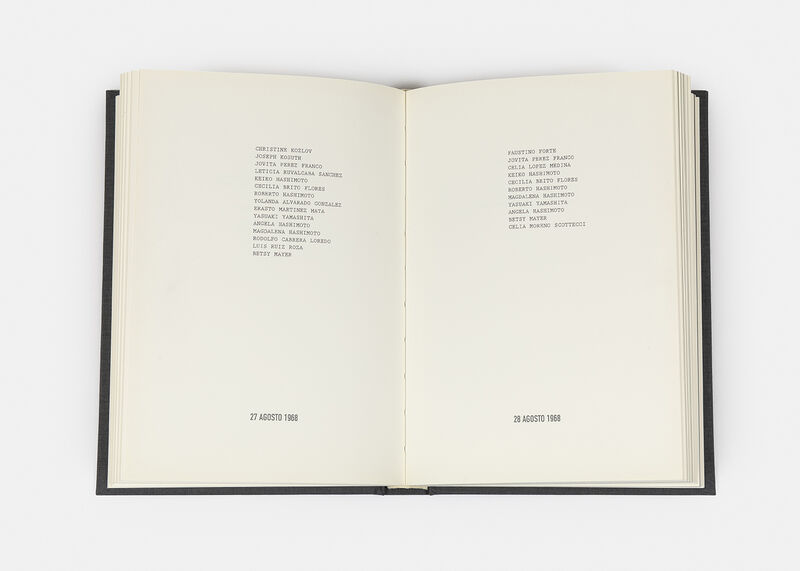 CHRISTINE KOZLOV
JOSEPH KOSUTH
JOVITA PEREZ FRANCO
LETICIA RUVALCABA SANCHEZ
KEIKO HASHIMOTO
CECILIA BRITO FLORES
ROBERTO HASHIMOTO
YOLANDA ALVARADO GONZALEZ
ERASTO MARTINEZ MAYA
YASUAKI YAMASHITA
ANGELA HASHIMOTO
MAGDALENA HASHIMOTO
RODOLFO CABRERA LOREDO
LUIS RUIZ ROZA
BETSY MAYER
27 AGOSTO 1968
FAUSTINO FORTE
JOVITA PEREZ FRANCO
CELIA LOPEZ MEDINA
KEIKO HASHIMOTO
CECILIA BRITO FLORES
ROBERTO HASHIMOTO
MAGDALENA HASHIMOTO
YASUAKI YAMASHITA
ANGELA HASHIMOTO
BETSY MAYER
CELIA MORENO SCOTTECCI
28 AGOSTO 1968